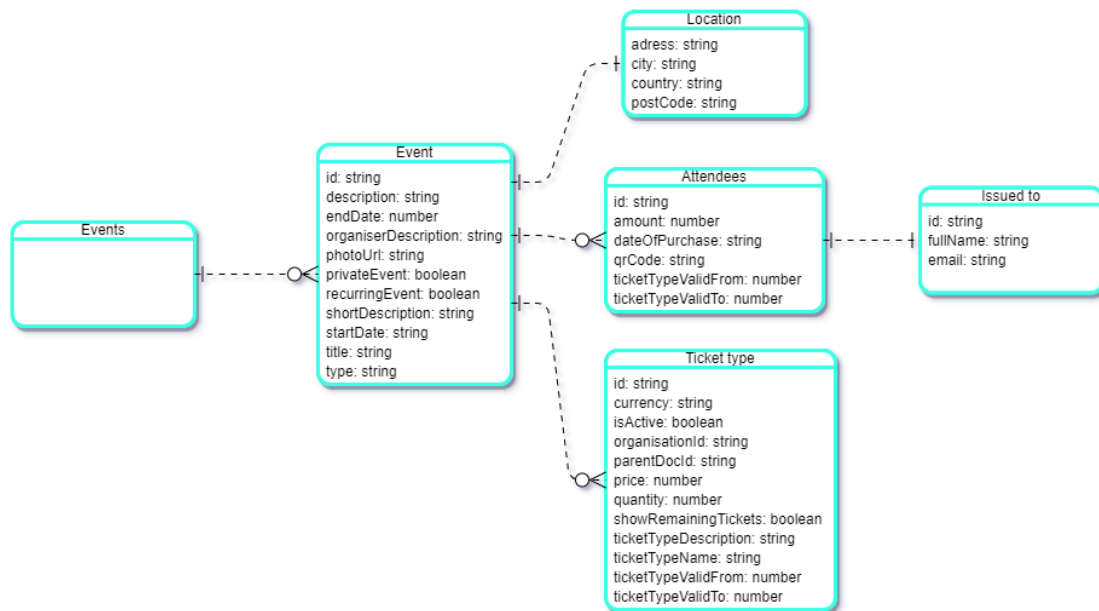 Events
Event
id: string
description: string
endDate: number
organiserDescription: string
photoUrl: string
privateEvent: boolean
recurringEvent: boolean
shortDescription: string
startDate: string
title: string
type: string
Location
adress: string
city: string
country: string
postCode: string
Attendees
id: string
amount: number
dateOfPurchase: string
qrCode: string
ticketTypeValidFrom: number
ticketTypeValidTo: number
Issued to
id: string
fullName: string
email: string
Ticket type
id: string
currency: string
isActive: boolean
organisationId: string
parentDocId: string
price: number
quantity: number
showRemainingTickets: boolean
ticketTypeDescription: string
ticketTypeName: string
ticketTypeValidFrom: number
ticketTypeValidTo: number